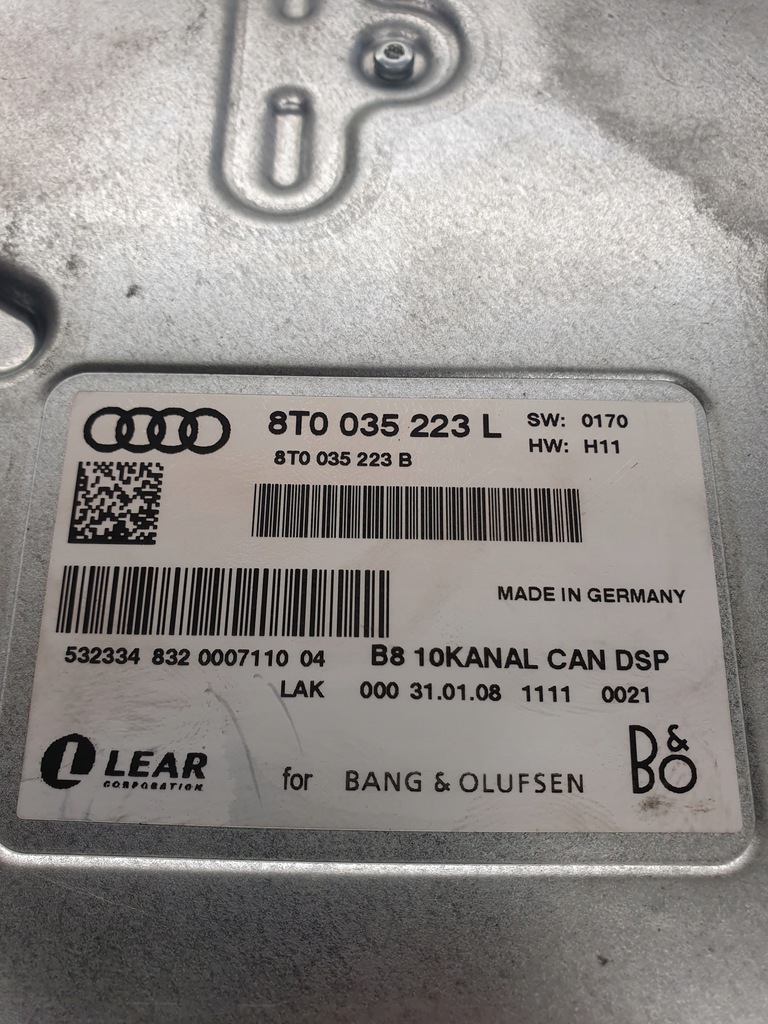 8T0 035 223 L
SW: 0170
8T0 035 223 B
HW: H11
MADE IN GERMANY
532334 832 0007110 04
B8 10KANAL CAN DSP
LAK 000 31.01.08 1111 0021
L LEAR
CORPORATION
for BANG & OLUFSEN
B&O